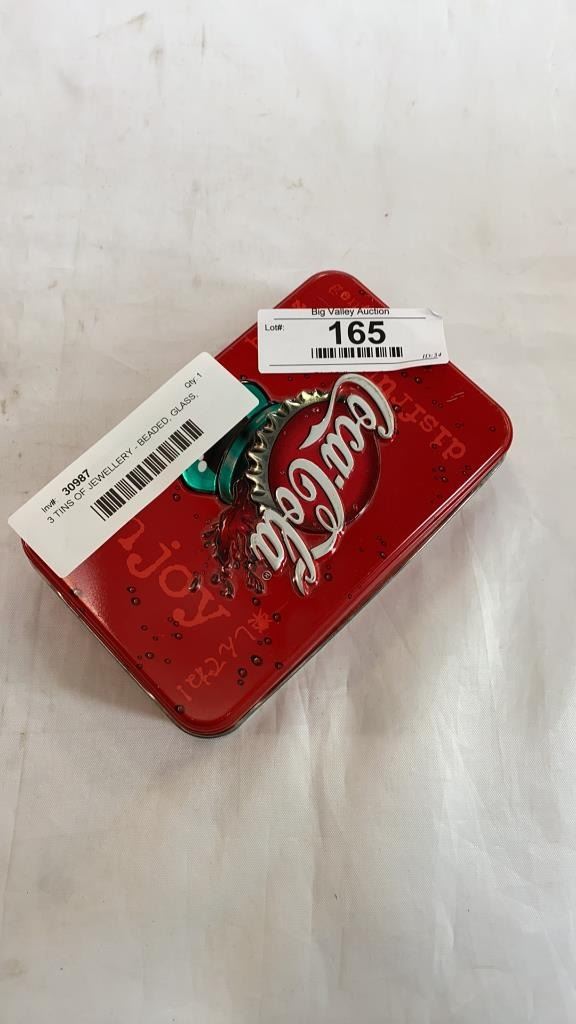 Big Valley Auction
Lot#:
165
Qty: 1
Inv#: 30987
3 TINS OF JEWELLERY - BEADED, GLASS,
Coca-Cola
®
njoy